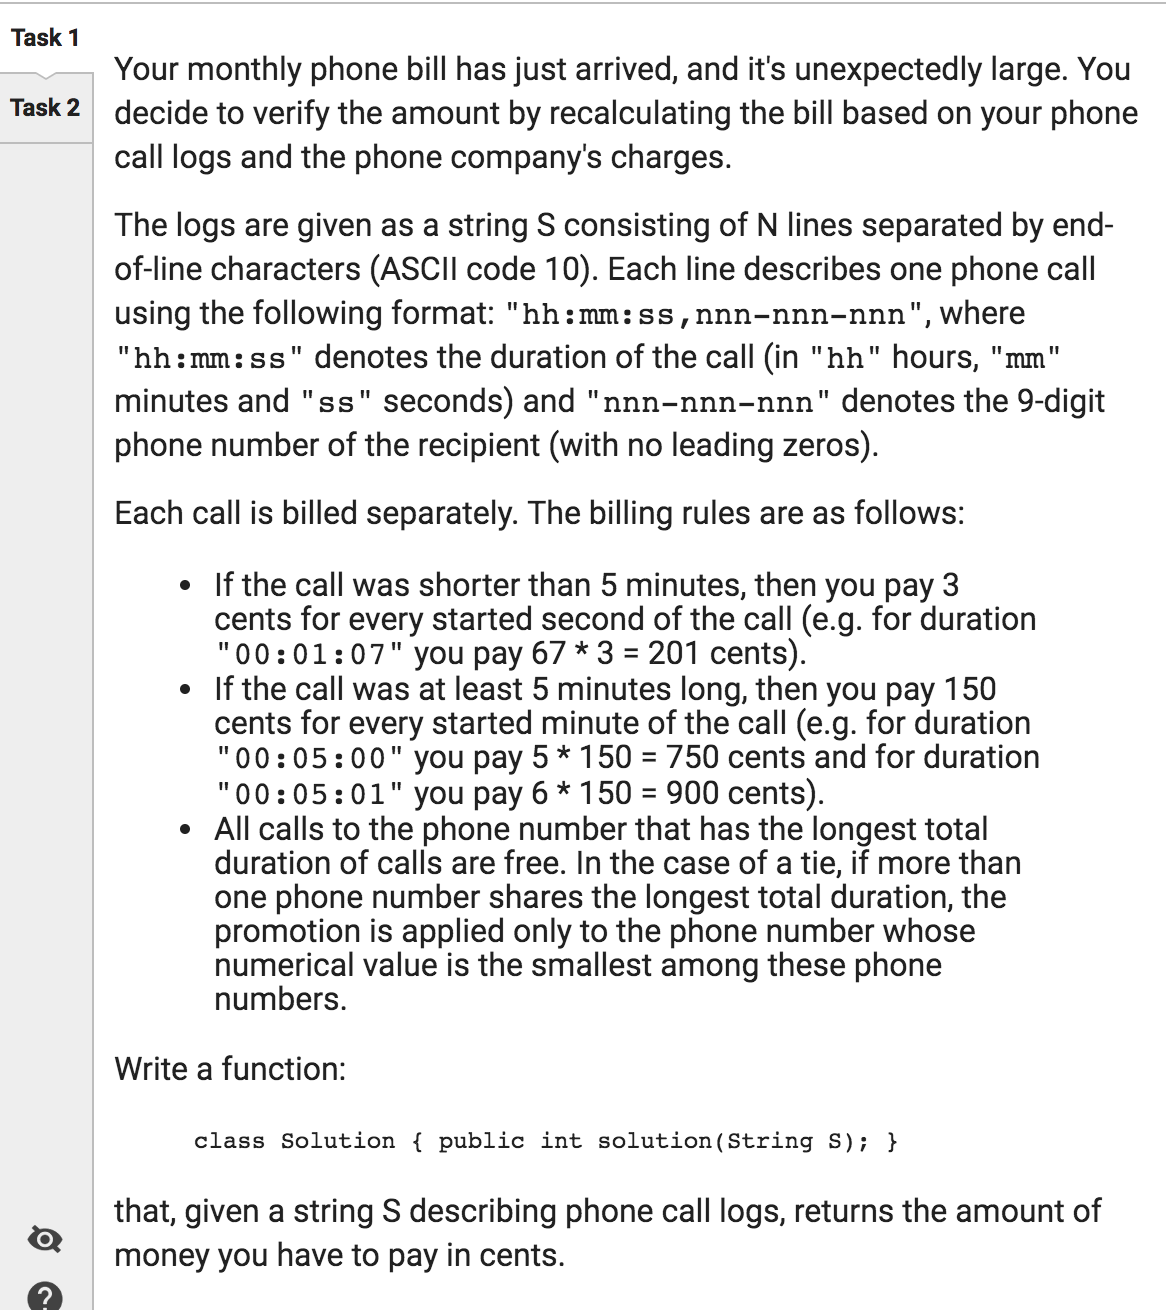 Task 1
Task 2
Your monthly phone bill has just arrived, and it's unexpectedly large. You
decide to verify the amount by recalculating the bill based on your phone
call logs and the phone company's charges.
The logs are given as a string S consisting of N lines separated by end-
of-line characters (ASCII code 10). Each line describes one phone call
using the following format: "hh:mm:ss,nnn-nnn-nnn", where
"hh:mm:ss" denotes the duration of the call (in "hh" hours, "mm"
minutes and "ss" seconds) and "nnn-nnn-nnn" denotes the 9-digit
phone number of the recipient (with no leading zeros).
Each call is billed separately. The billing rules are as follows:
• If the call was shorter than 5 minutes, then you pay 3
cents for every started second of the call (e.g. for duration
"00:01:07" you pay 67 * 3 = 201 cents).
• If the call was at least 5 minutes long, then you pay 150
cents for every started minute of the call (e.g. for duration
"00:05:00" you pay 5 * 150 = 750 cents and for duration
"00:05:01" you pay 6 * 150 = 900 cents).
• All calls to the phone number that has the longest total
duration of calls are free. In the case of a tie, if more than
one phone number shares the longest total duration, the
promotion is applied only to the phone number whose
numerical value is the smallest among these phone
numbers.
Write a function:
class Solution { public int solution(String S); }
that, given a string S describing phone call logs, returns the amount of
money you have to pay in cents.
?